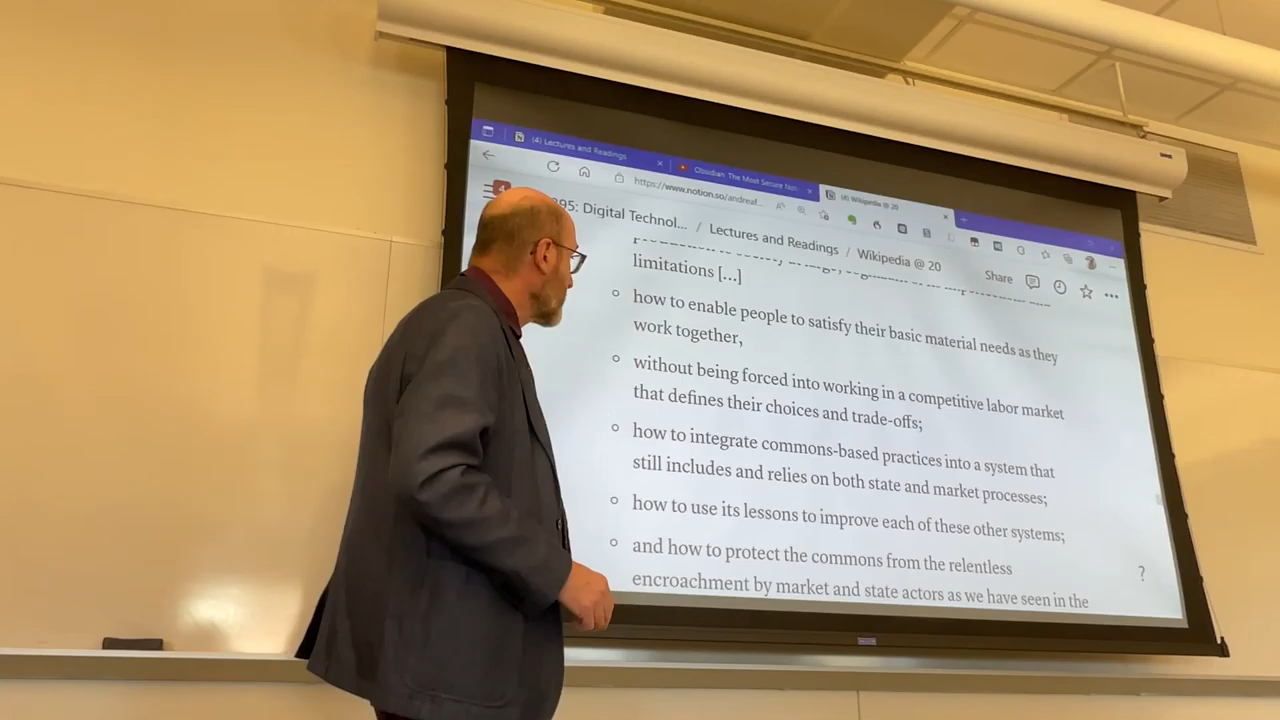 (4) Lectures and Readings
Obsidian: The Most Secure Not
(4) Wikipedia @ 20
https://www.notion.so/andreaf...
4
395: Digital Technol... / Lectures and Readings / Wikipedia @ 20
Share
limitations [...]
how to enable people to satisfy their basic material needs as they
work together,
without being forced into working in a competitive labor market
that defines their choices and trade-offs;
how to integrate commons-based practices into a system that
still includes and relies on both state and market processes;
how to use its lessons to improve each of these other systems;
and how to protect the commons from the relentless
encroachment by market and state actors as we have seen in the
?